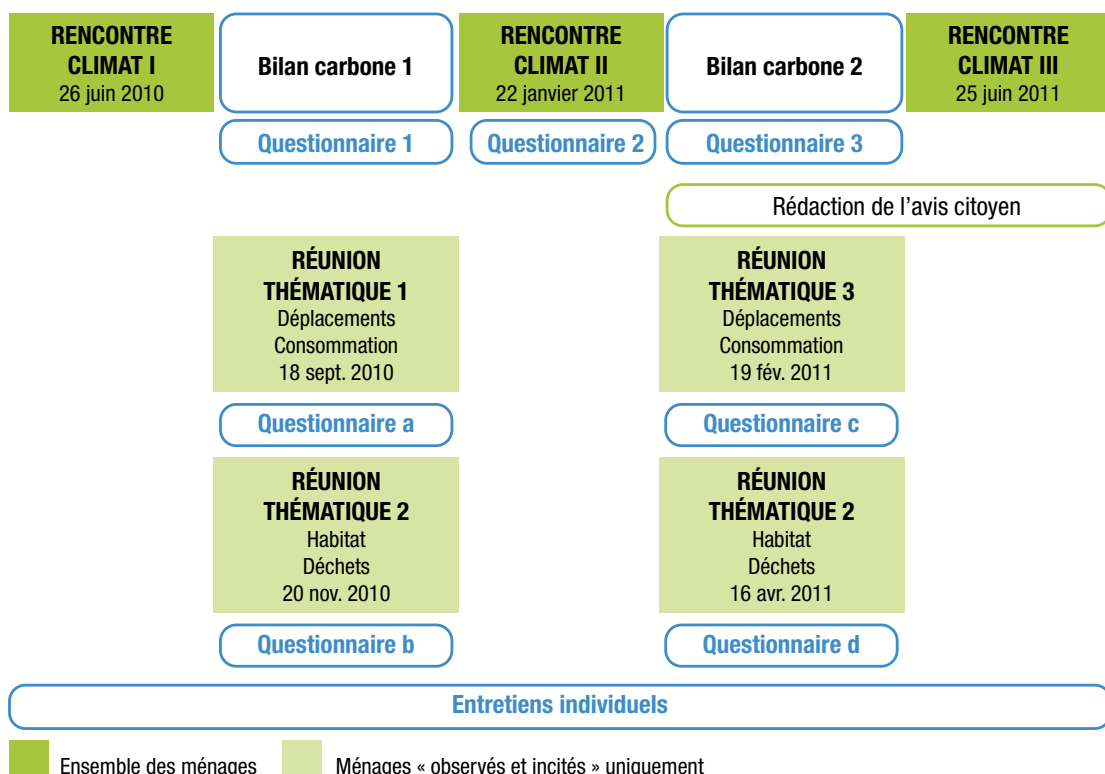 RENCONTRE
CLIMAT I
26 juin 2010
Bilan carbone 1
RENCONTRE
CLIMAT II
22 janvier 2011
Bilan carbone 2
RENCONTRE
CLIMAT III
25 juin 2011
Questionnaire 1
Questionnaire 2
Questionnaire 3
Rédaction de l’avis citoyen
RÉUNION
THÉMATIQUE 1
Déplacements
Consommation
18 sept. 2010
RÉUNION
THÉMATIQUE 3
Déplacements
Consommation
19 fév. 2011
Questionnaire a
Questionnaire c
RÉUNION
THÉMATIQUE 2
Habitat
Déchets
20 nov. 2010
RÉUNION
THÉMATIQUE 2
Habitat
Déchets
16 avr. 2011
Questionnaire b
Questionnaire d
Entretiens individuels
Ensemble des ménages
Ménages « observés et incités » uniquement